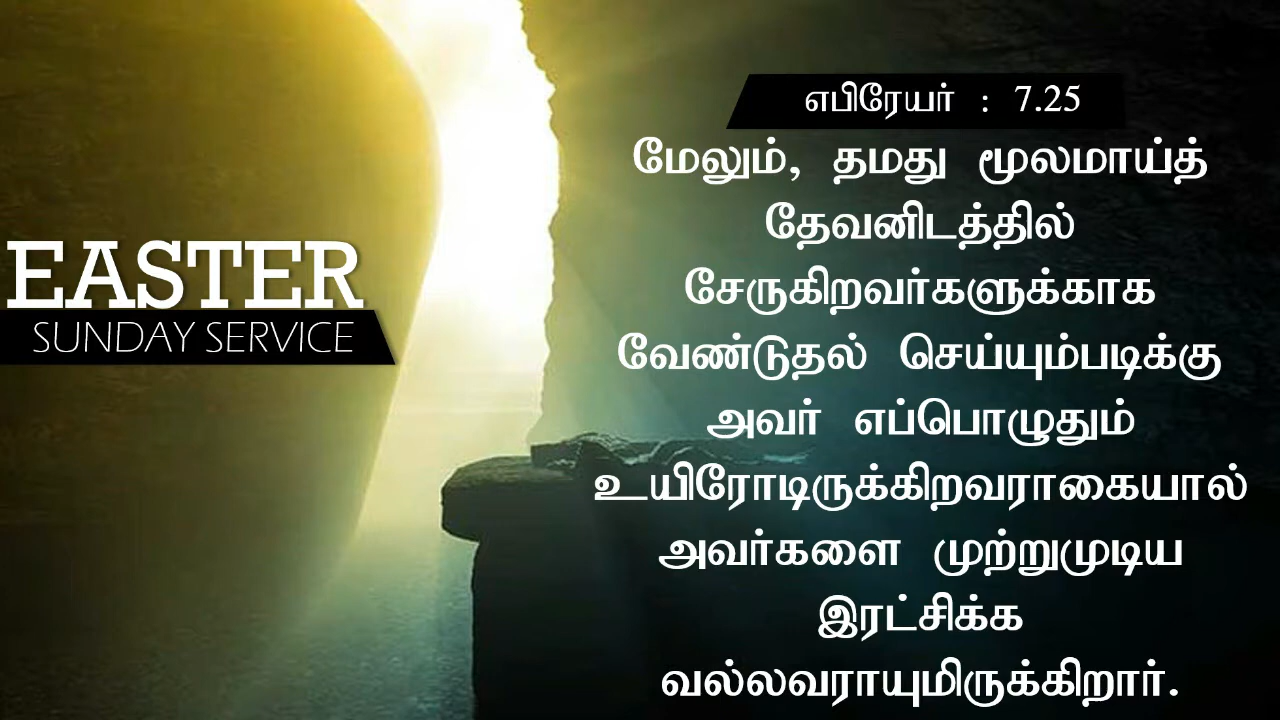 EASTER
SUNDAY SERVICE
எபிரேயர் : 7.25
மேலும், தமது மூலமாய்த்
தேவனிடத்தில்
சேருகிறவர்களுக்காக
வேண்டுதல் செய்யும்படிக்கு
அவர் எப்பொழுதும்
உயிரோடிருக்கிறவராகையால்
அவர்களை முற்றுமுடிய
இரட்சிக்க
வல்லவராயுமிருக்கிறார்.